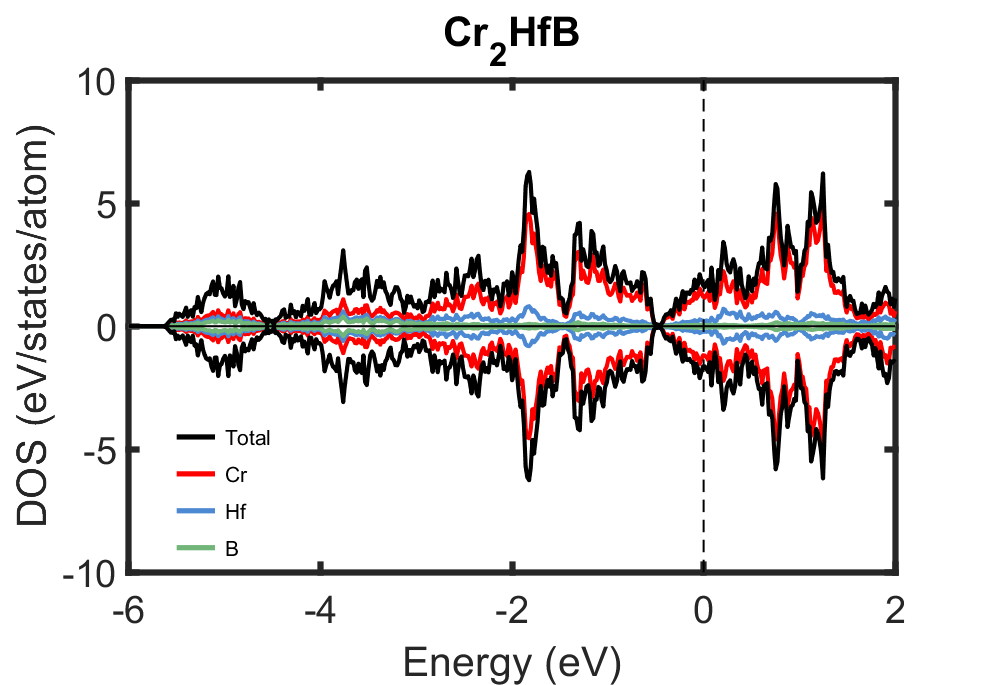 Cr2HfB
DOS (eV/states/atom)
10
5
0
-5
-10
Total
Cr
Hf
B
-6 -4 -2 0 2
Energy (eV)